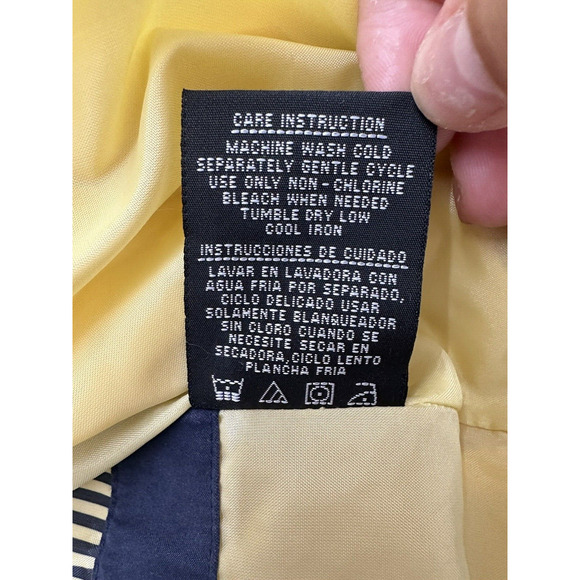 CARE INSTRUCTION
MACHINE WASH COLD
SEPARATELY GENTLE CYCLE
USE ONLY NON-CHLORINE
BLEACH WHEN NEEDED
TUMBLE DRY LOW
COOL IRON
INSTRUCCIONES DE CUIDADO
LAVAR EN LAVADORA CON
AGUA FRIA POR SEPARADO,
CICLO DELICADO USAR
SOLAMENTE BLANQUEADOR
SIN CLORO CUANDO SE
NECESITE SECAR EN
SECADORA,CICLO LENTO
PLANCHA FRIA